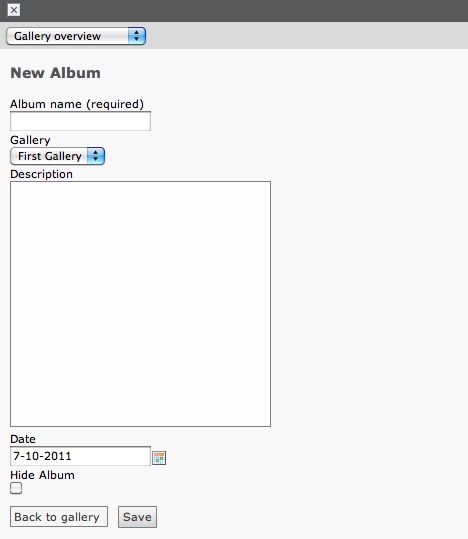 Gallery overview
New Album
Album name (required)
Gallery
First Gallery
Description
Date
7-10-2011
Hide Album
Back to gallery
Save